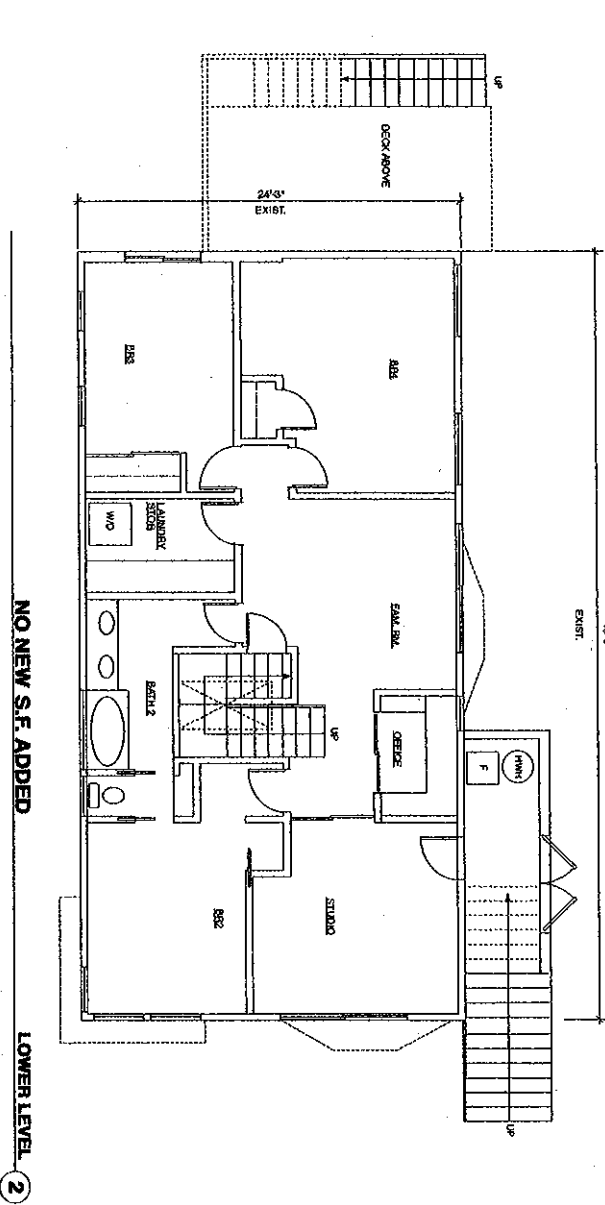 UP
DECK ABOVE
24'-3"
EXIST.
EXIST.
BR3
BR4
LAUNDRY
STOR
W/D
FAM. RM.
BATH 2
UP
OFFICE
HWH
F
BR2
STUDIO
UP
NO NEW S.F. ADDED
LOWER LEVEL
2